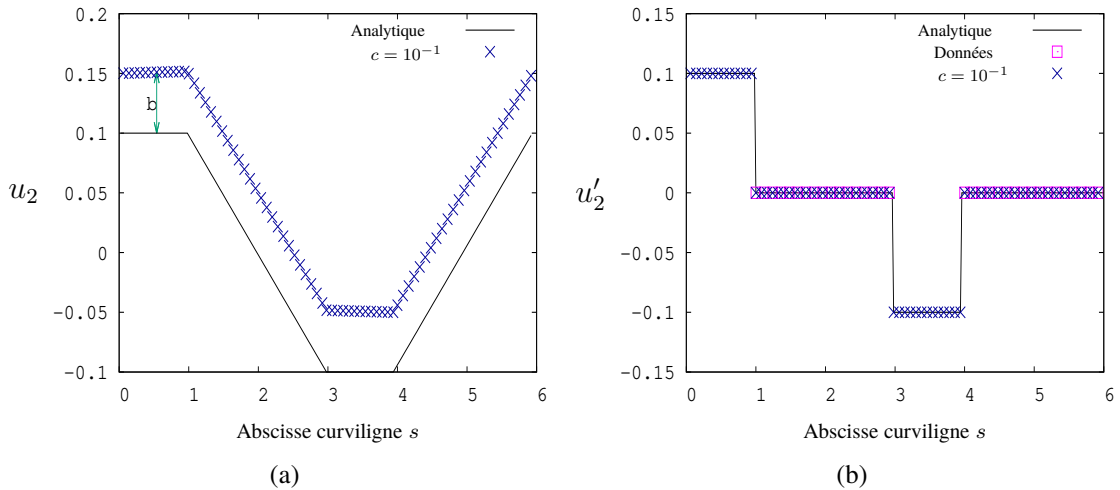 0.2
0.15
0.1
0.05
0
-0.05
-0.1
0 1 2 3 4 5 6
u₂
b
Analytique
c = 10⁻¹
Abscisse curviligne s
(a)
0.15
0.1
0.05
0
-0.05
-0.1
-0.15
0 1 2 3 4 5 6
u′₂
Analytique
Données
c = 10⁻¹
Abscisse curviligne s
(b)